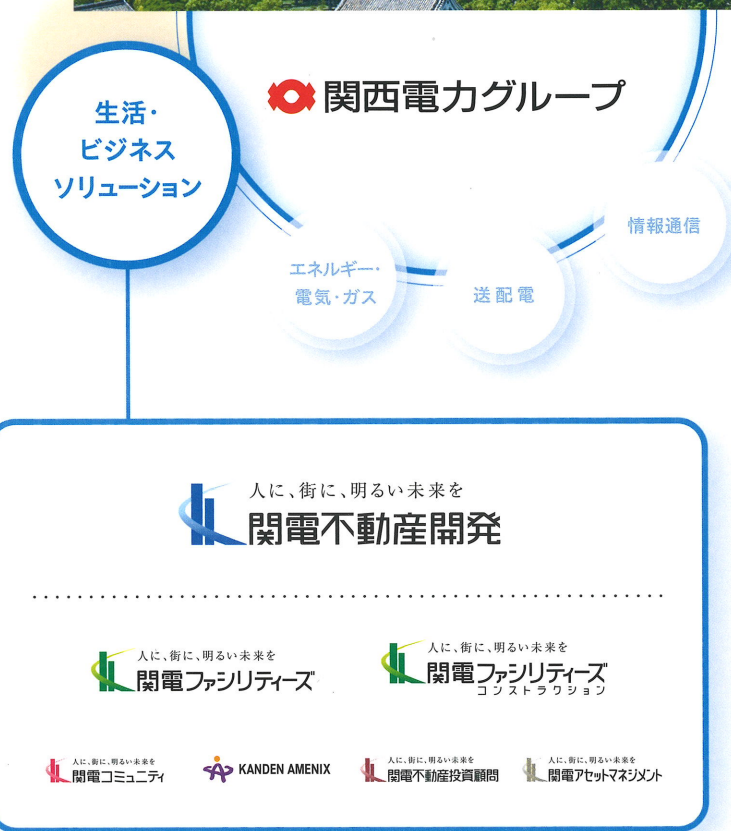 関西電力グループ
生活・
ビジネス
ソリューション
情報通信
エネルギー・
電気・ガス
送配電
人に、街に、明るい未来を
関電不動産開発
人に、街に、明るい未来を
関電ファシリティーズ
人に、街に、明るい未来を
関電ファシリティーズ
コンストラクション
人に、街に、明るい未来を
関電コミュニティ
KANDEN AMENIX
人に、街に、明るい未来を
関電不動産投資顧問
人に、街に、明るい未来を
関電アセットマネジメント